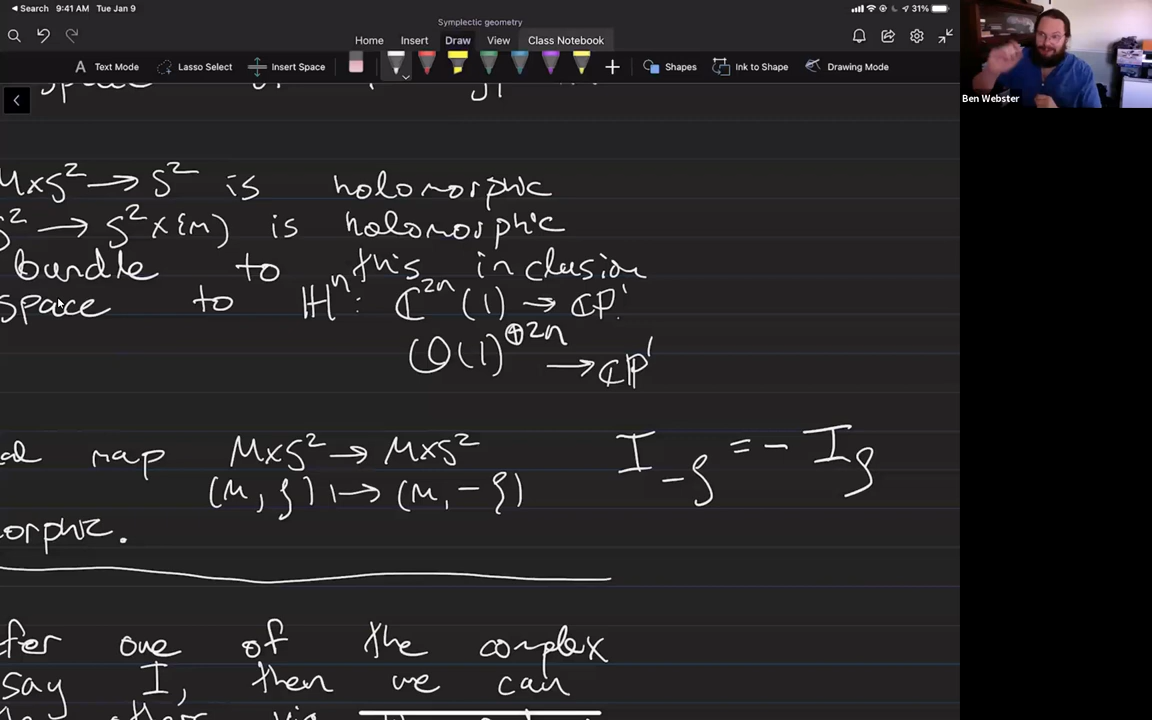 Search 9:41 AM Tue Jan 9
Symplectic geometry
31%
Home Insert Draw View Class Notebook
Text Mode Lasso Select Insert Space Shapes Ink to Shape Drawing Mode
Ben Webster
space
M×S² → S² is holomorphic
S² → S²×{m} is holomorphic
bundle to this inclusion
space to ℍⁿ: ℂ²ⁿ(1) → ℂP¹
O(1)^⊕2n → ℂP¹
map M×S² → M×S²
(m, ζ) ↦ (m, -ζ)
I_-ζ = - I_ζ
orphic.
fer one of the complex
say I, then we can